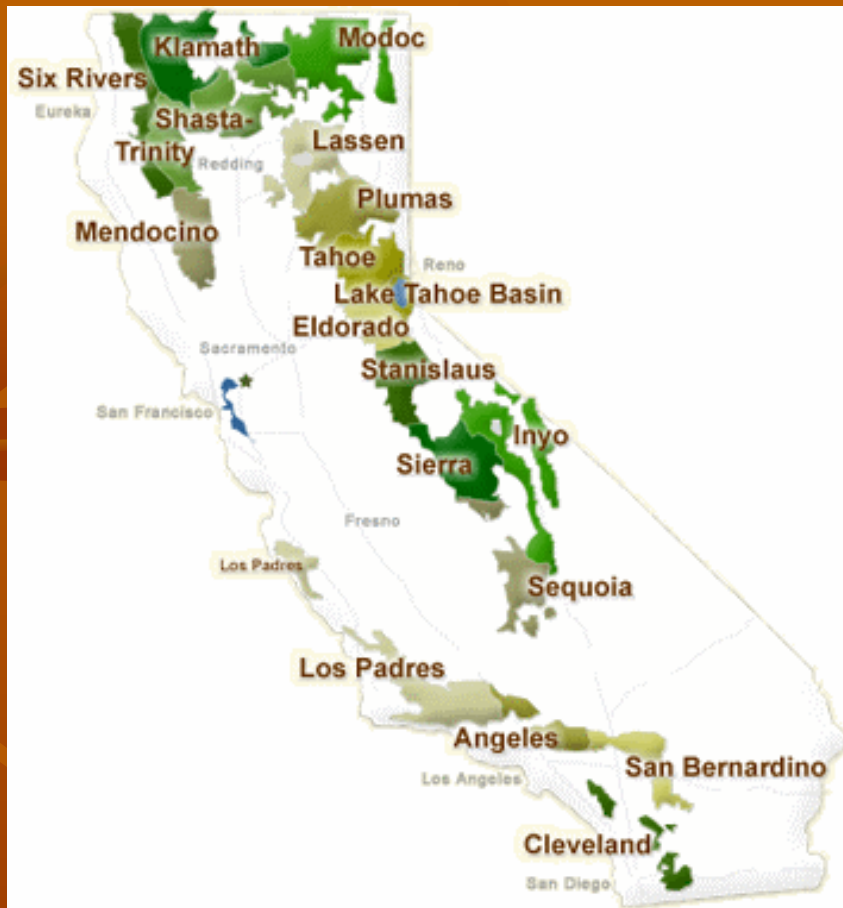 Klamath
Modoc
Six Rivers
Eureka
Shasta-
Trinity
Redding
Lassen
Plumas
Mendocino
Tahoe
Reno
Lake Tahoe Basin
Eldorado
Sacramento
Stanislaus
San Francisco
Inyo
Sierra
Fresno
Los Padres
Sequoia
Los Padres
Angeles
San Bernardino
Los Angeles
Cleveland
San Diego